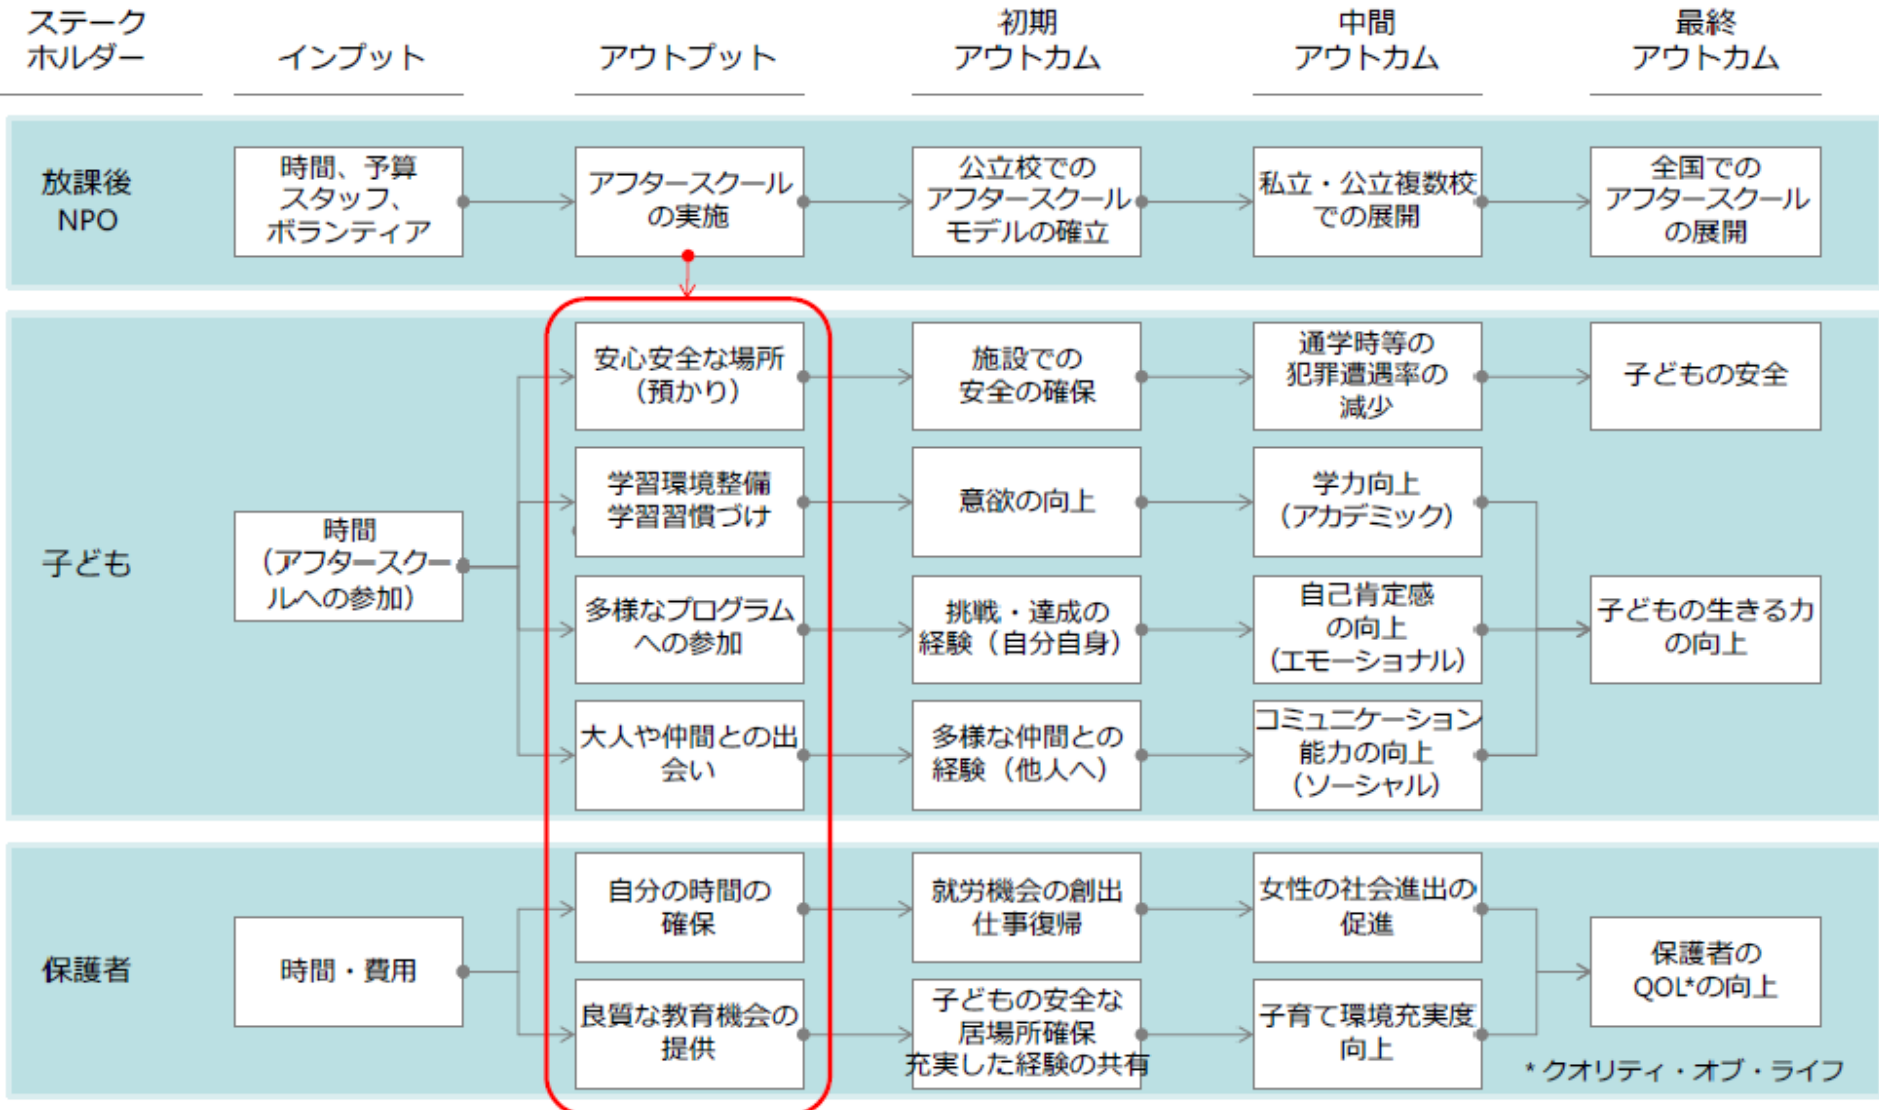 ステーク
ホルダー
インプット
アウトプット
初期
アウトカム
中間
アウトカム
最終
アウトカム
放課後
NPO
時間、予算
スタッフ、
ボランティア
アフタースクール
の実施
公立校での
アフタースクール
モデルの確立
私立・公立複数校
での展開
全国での
アフタースクール
の展開
子ども
時間
（アフタースクー
ルへの参加）
安心安全な場所
（預かり）
施設での
安全の確保
通学時等の
犯罪遭遇率の
減少
子どもの安全
学習環境整備
学習習慣づけ
意欲の向上
学力向上
（アカデミック）
多様なプログラム
への参加
挑戦・達成の
経験（自分自身）
自己肯定感
の向上
（エモーショナル）
子どもの生きる力
の向上
大人や仲間との出
会い
多様な仲間との
経験（他人へ）
コミュニケーション
能力の向上
（ソーシャル）
保護者
時間・費用
自分の時間の
確保
就労機会の創出
仕事復帰
女性の社会進出の
促進
保護者の
QOL*の向上
良質な教育機会の
提供
子どもの安全な
居場所確保
充実した経験の共有
子育て環境充実度
向上
* クオリティ・オブ・ライフ